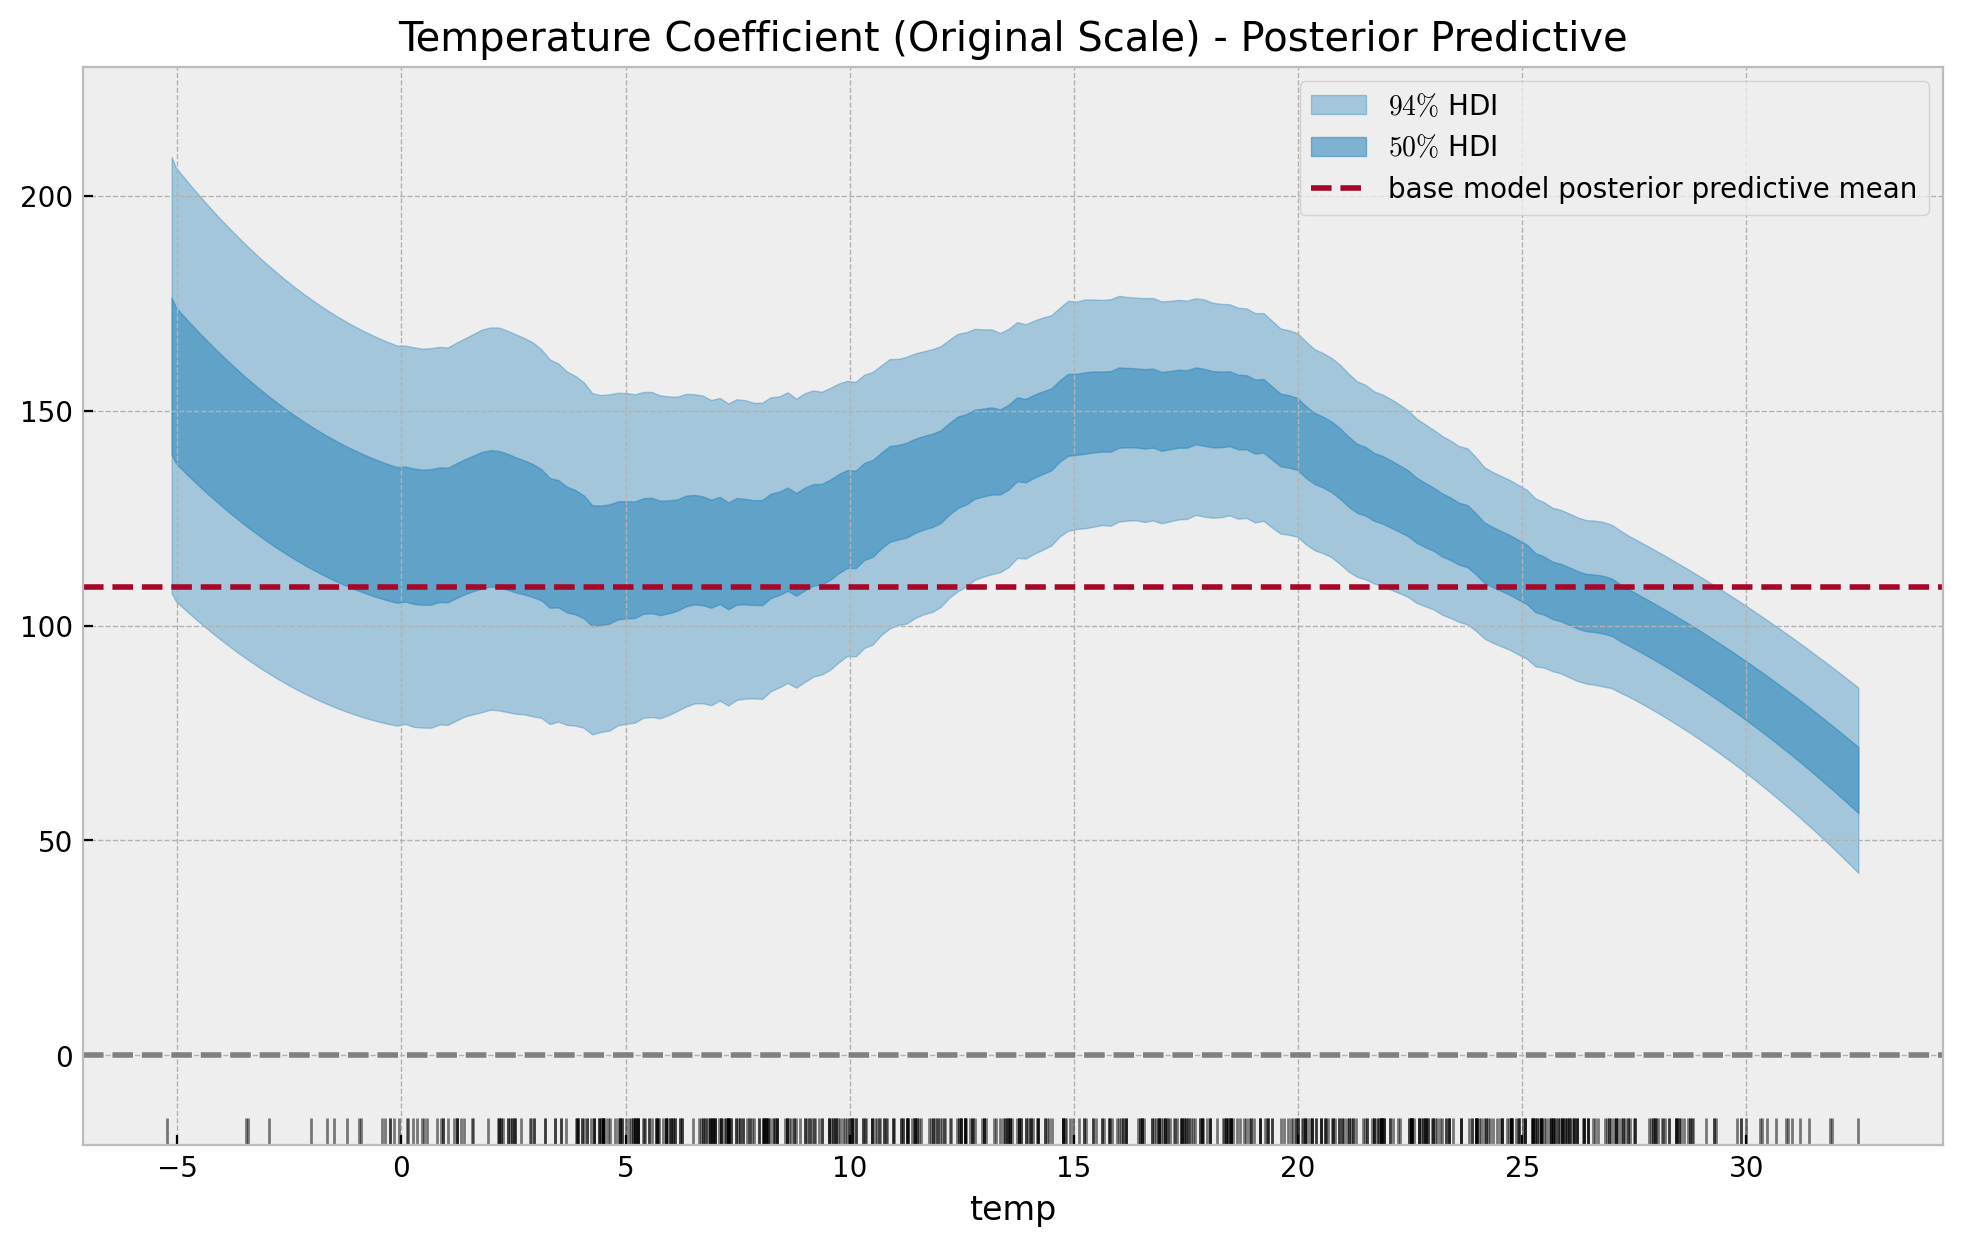 Temperature Coefficient (Original Scale) - Posterior Predictive
94% HDI
50% HDI
base model posterior predictive mean
200
150
100
50
0
−5 0 5 10 15 20 25 30
temp